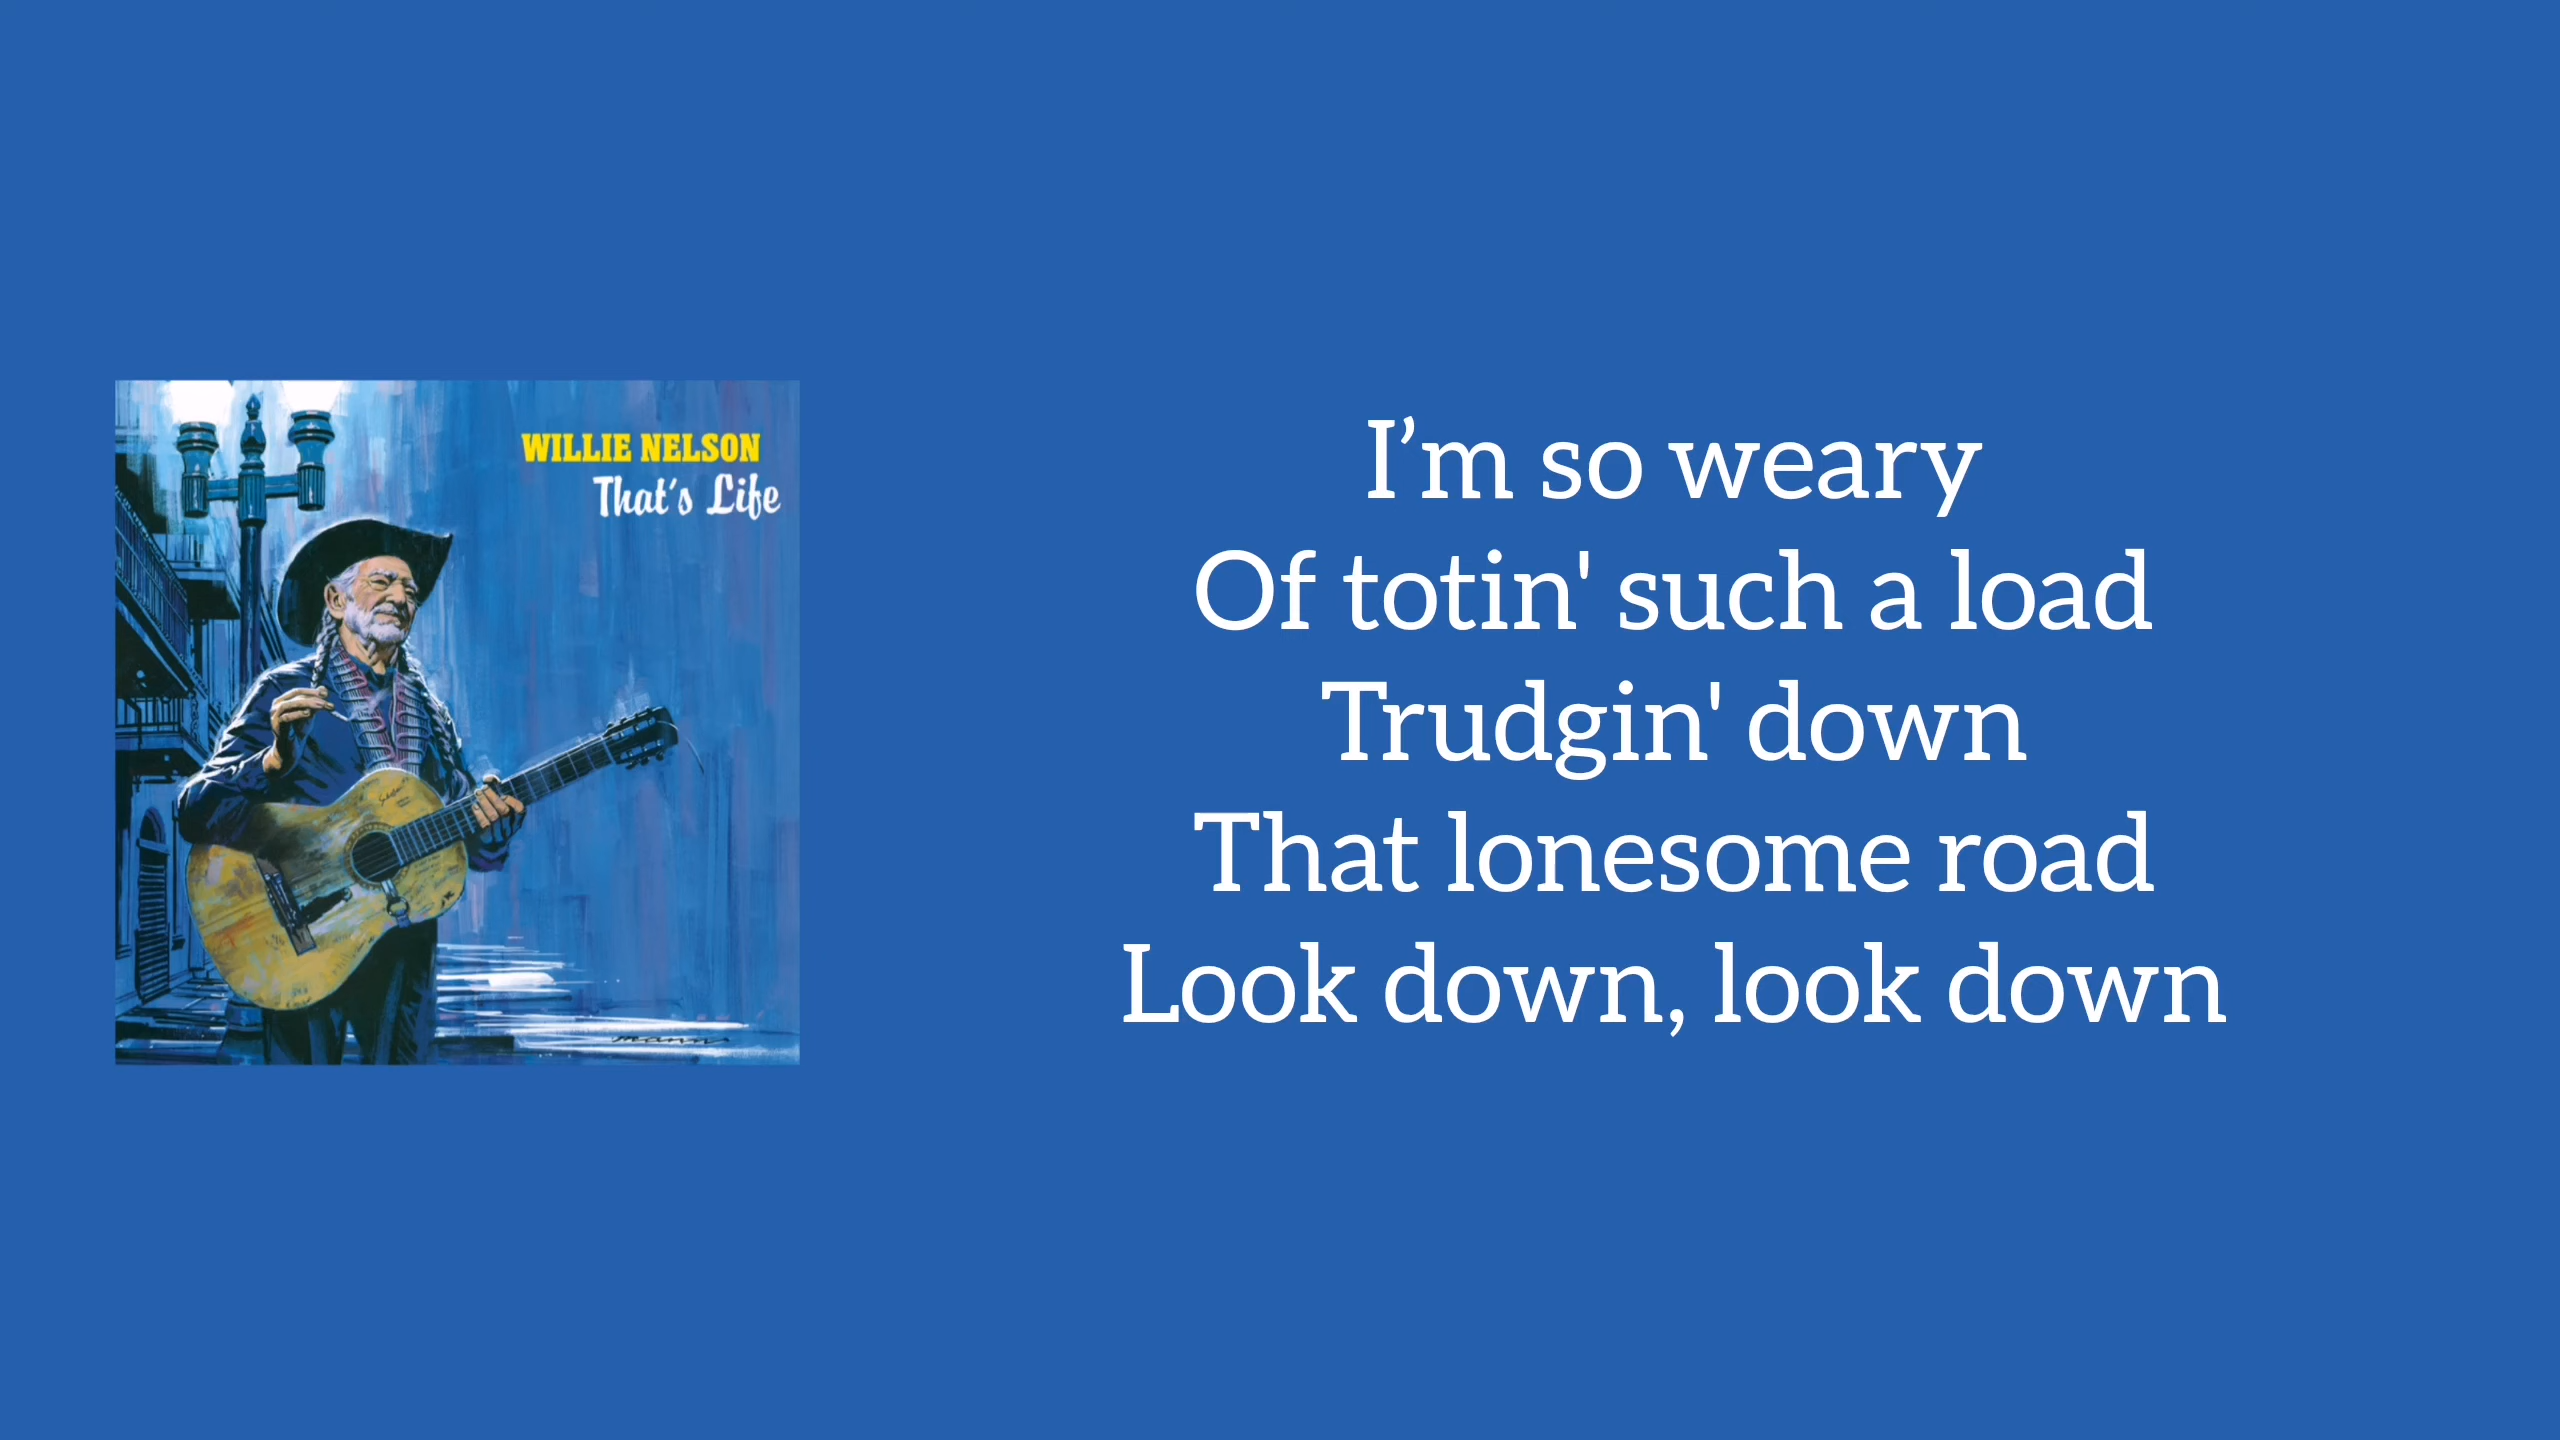 WILLIE NELSON
That's Life
I’m so weary
Of totin' such a load
Trudgin' down
That lonesome road
Look down, look down